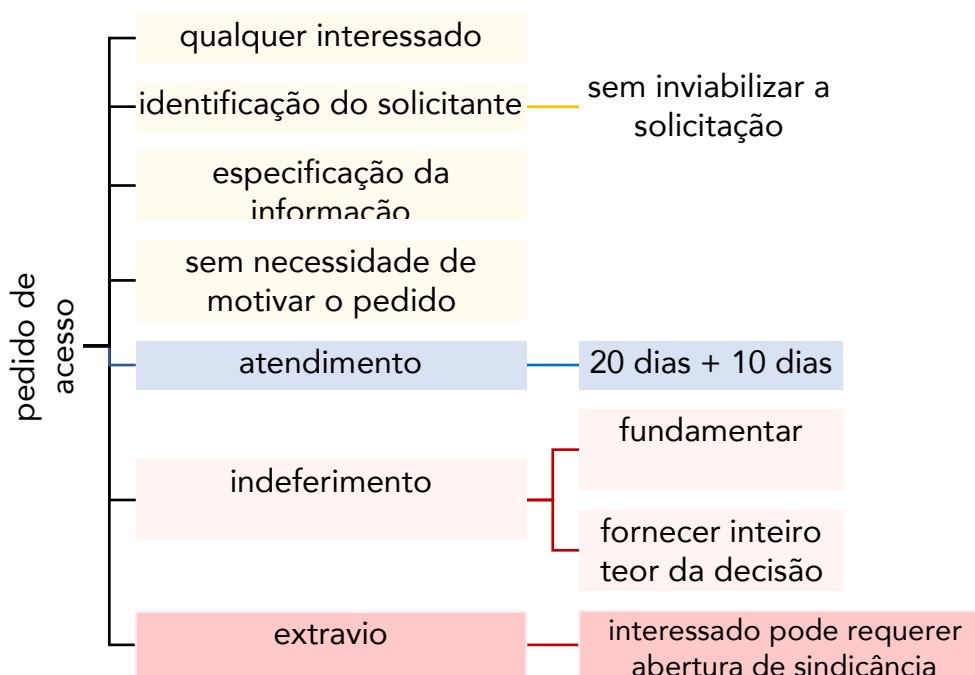 pedido de
acesso
qualquer interessado
identificação do solicitante
sem inviabilizar a
solicitação
especificação da
informação
sem necessidade de
motivar o pedido
atendimento
20 dias + 10 dias
indeferimento
fundamentar
fornecer inteiro
teor da decisão
extravio
interessado pode requerer
abertura de sindicância